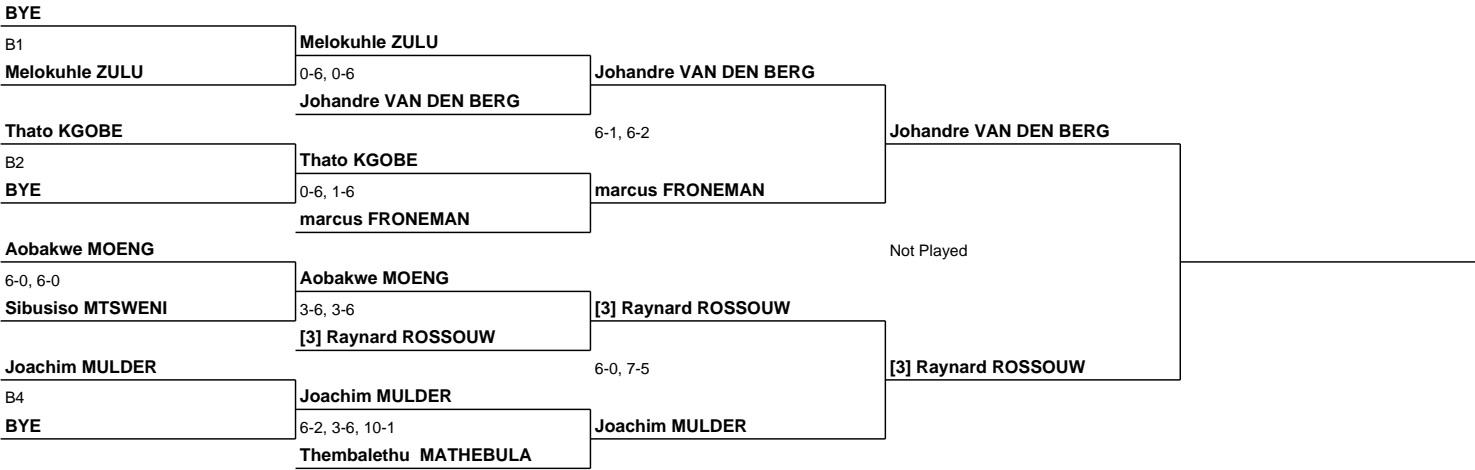 BYE
B1
Melokuhle ZULU
Melokuhle ZULU
0-6, 0-6
Johandre VAN DEN BERG
Johandre VAN DEN BERG
Thato KGOBE
6-1, 6-2
Johandre VAN DEN BERG
B2
Thato KGOBE
BYE
0-6, 1-6
marcus FRONEMAN
marcus FRONEMAN
Aobakwe MOENG
Not Played
6-0, 6-0
Aobakwe MOENG
Sibusiso MTSWENI
3-6, 3-6
[3] Raynard ROSSOUW
[3] Raynard ROSSOUW
Joachim MULDER
6-0, 7-5
[3] Raynard ROSSOUW
B4
Joachim MULDER
BYE
6-2, 3-6, 10-1
Joachim MULDER
Thembalethu MATHEBULA